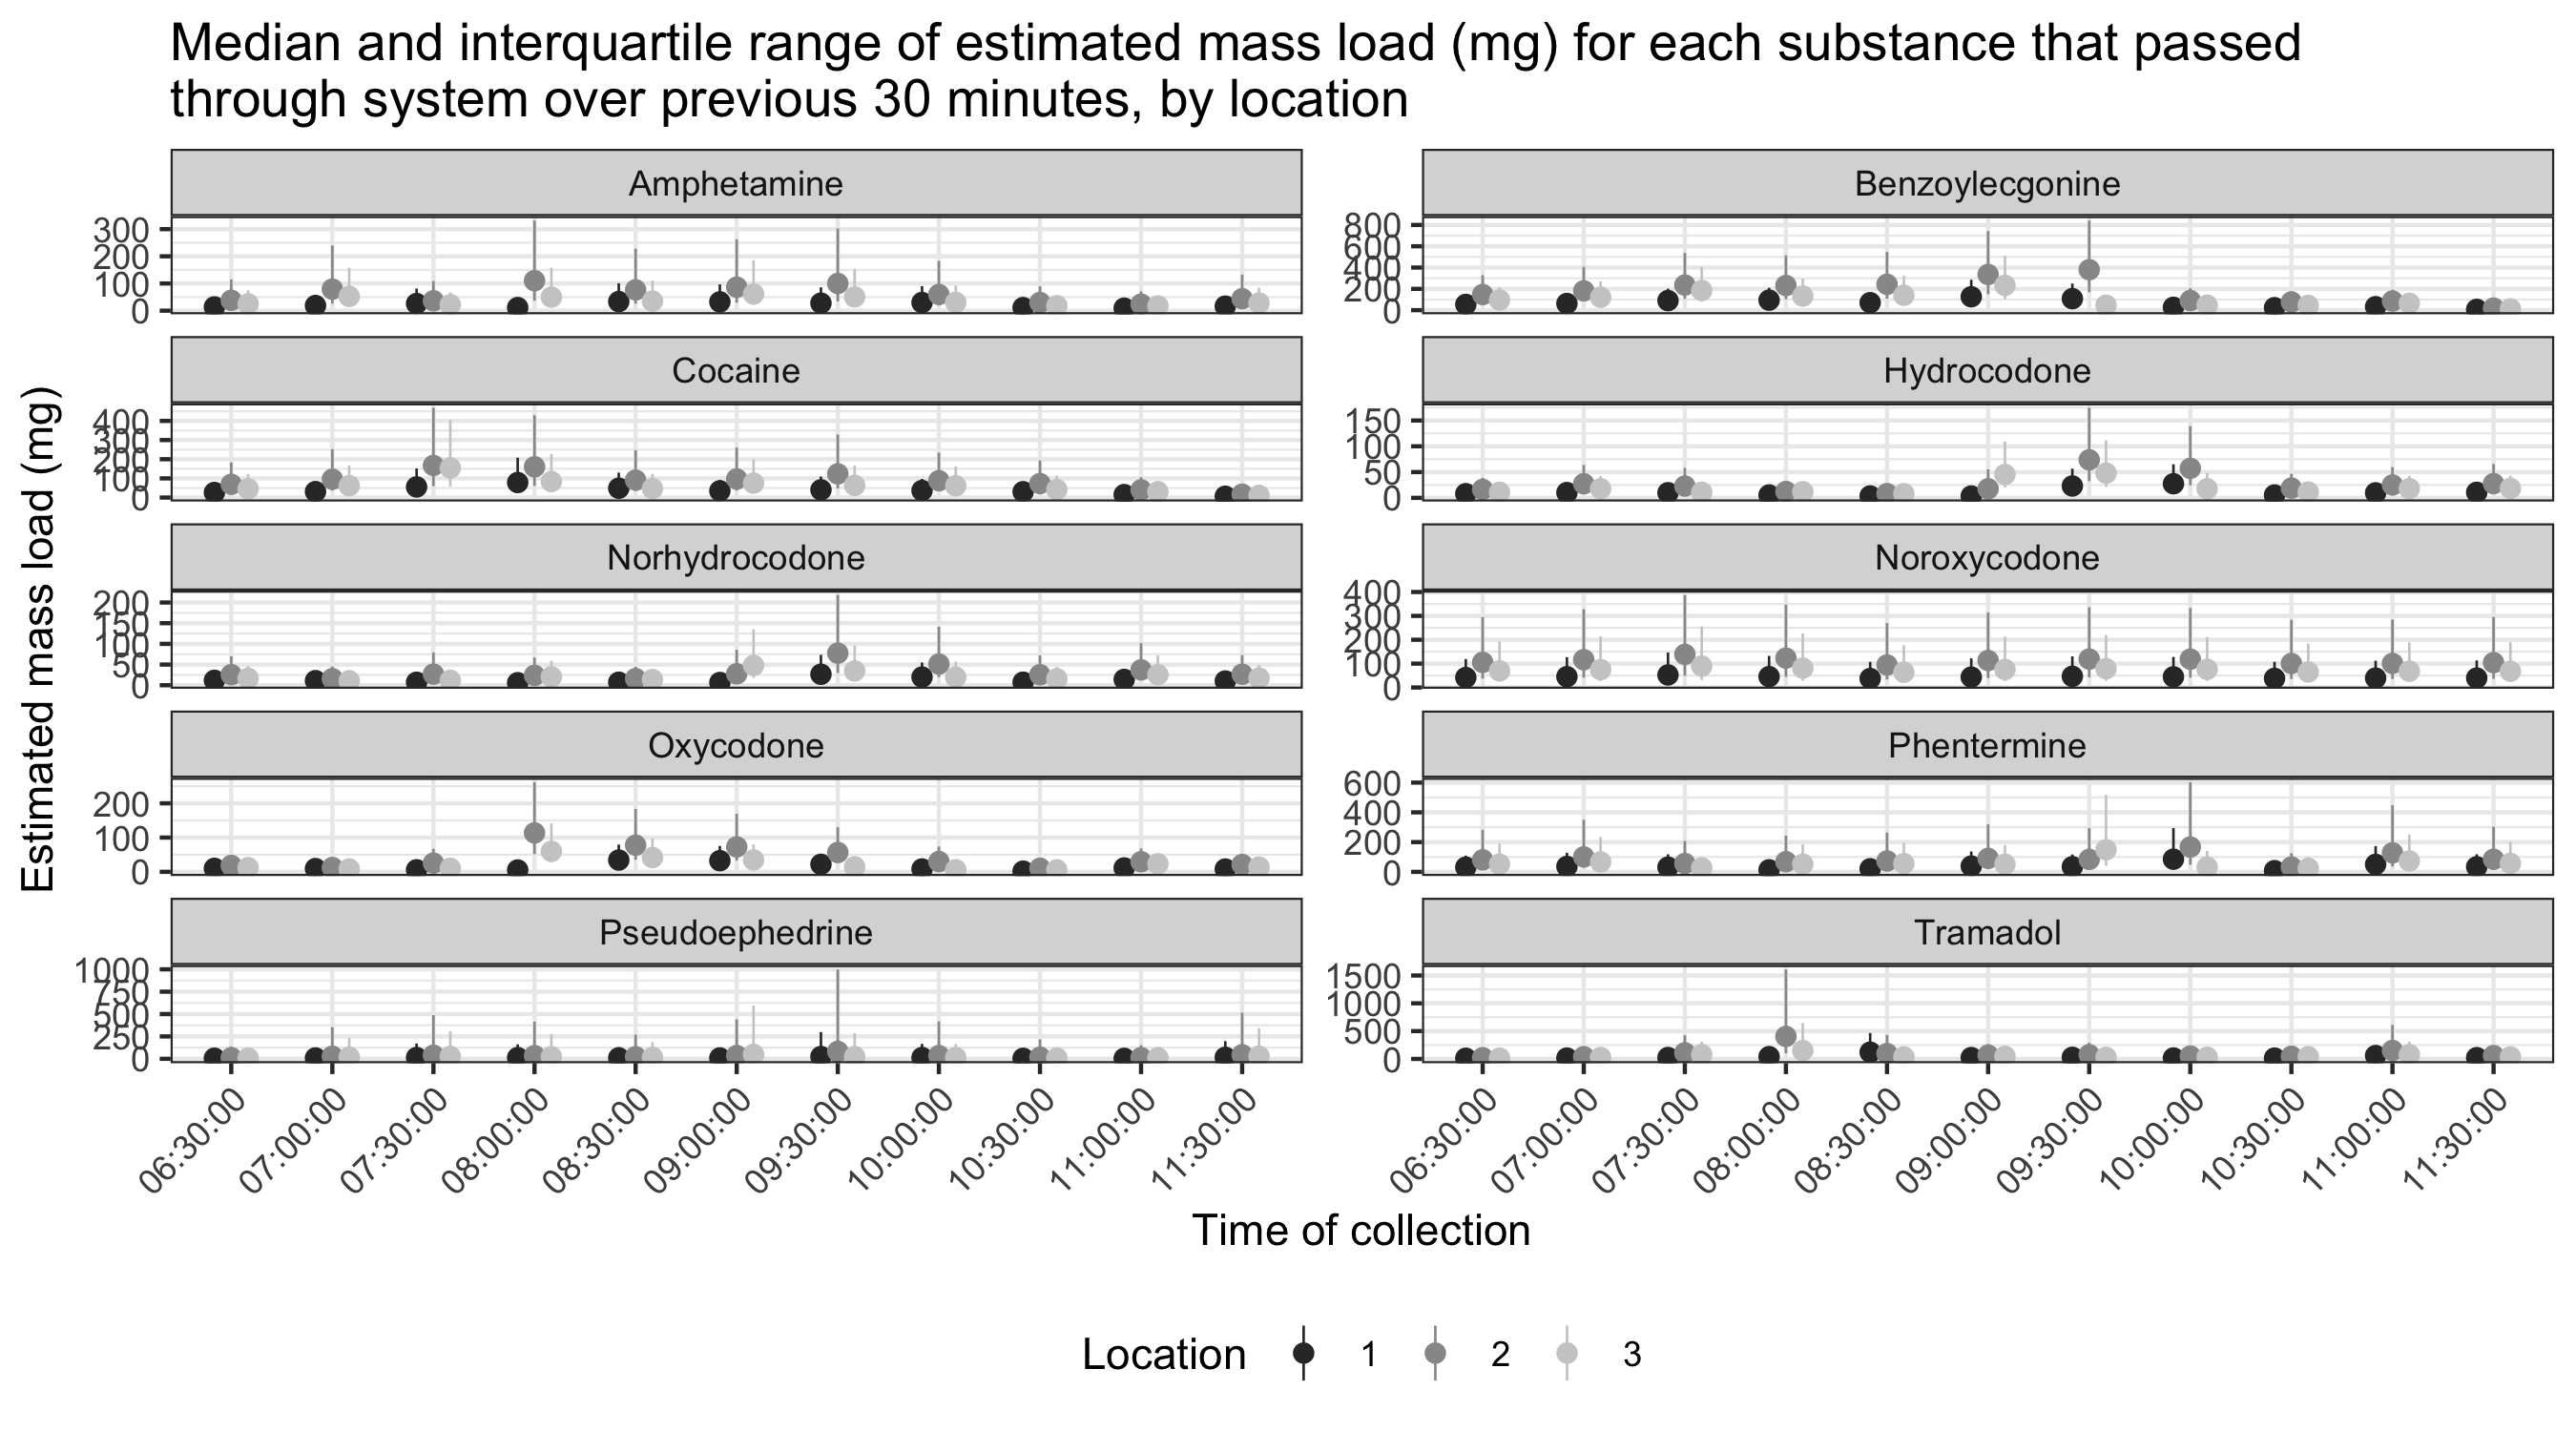 Median and interquartile range of estimated mass load (mg) for each substance that passed
through system over previous 30 minutes, by location
Estimated mass load (mg)
Amphetamine
300
200
100
0
Benzoylecgonine
800
600
400
200
0
Cocaine
400
300
200
100
0
Hydrocodone
150
100
50
0
Norhydrocodone
200
150
100
50
0
Noroxycodone
400
300
200
100
0
Oxycodone
200
100
0
Phentermine
600
400
200
0
Pseudoephedrine
1000
750
500
250
0
Tramadol
1500
1000
500
0
06:30:00 07:00:00 07:30:00 08:00:00 08:30:00 09:00:00 09:30:00 10:00:00 10:30:00 11:00:00 11:30:00
06:30:00 07:00:00 07:30:00 08:00:00 08:30:00 09:00:00 09:30:00 10:00:00 10:30:00 11:00:00 11:30:00
Time of collection
Location 1 2 3